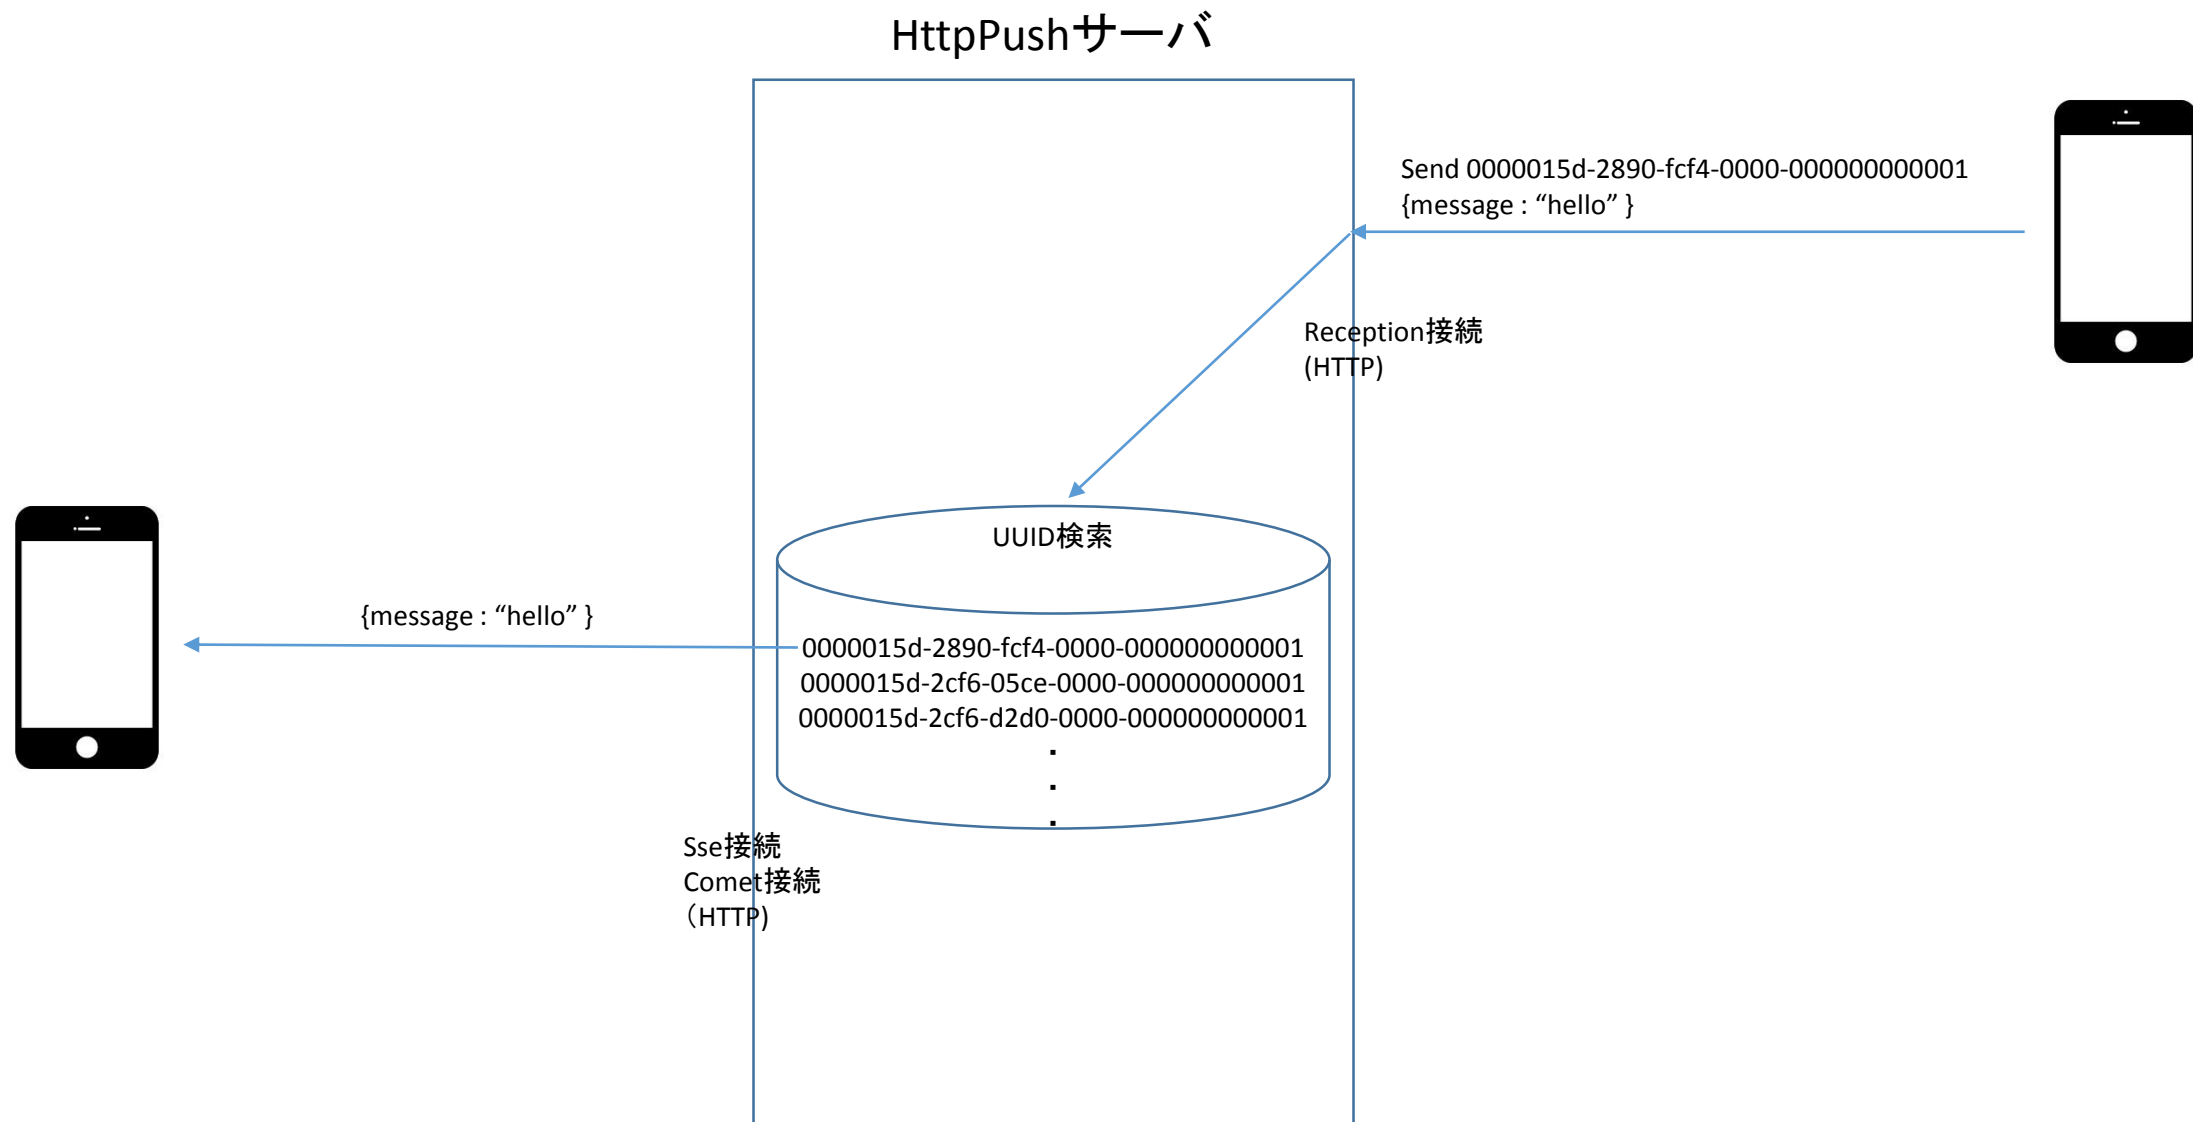 HttpPushサーバ
Send 0000015d-2890-fcf4-0000-000000000001
{message : “hello” }
Reception接続
(HTTP)
UUID検索
{message : “hello” }
0000015d-2890-fcf4-0000-000000000001
0000015d-2cf6-05ce-0000-000000000001
0000015d-2cf6-d2d0-0000-000000000001
・
・
・
Sse接続
Comet接続
（HTTP)